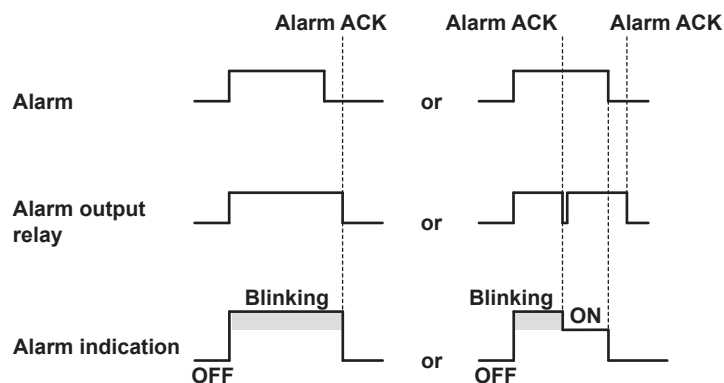 Alarm ACK Alarm ACK Alarm ACK
Alarm or
Alarm output
relay
or
Blinking Blinking
ON
Alarm indication or
OFF OFF